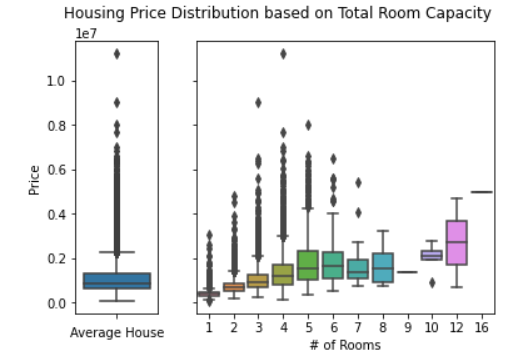 Housing Price Distribution based on Total Room Capacity
1e7
1.0
0.8
0.6
0.4
0.2
0.0
Price
Average House
1 2 3 4 5 6 7 8 9 10 12 16
# of Rooms